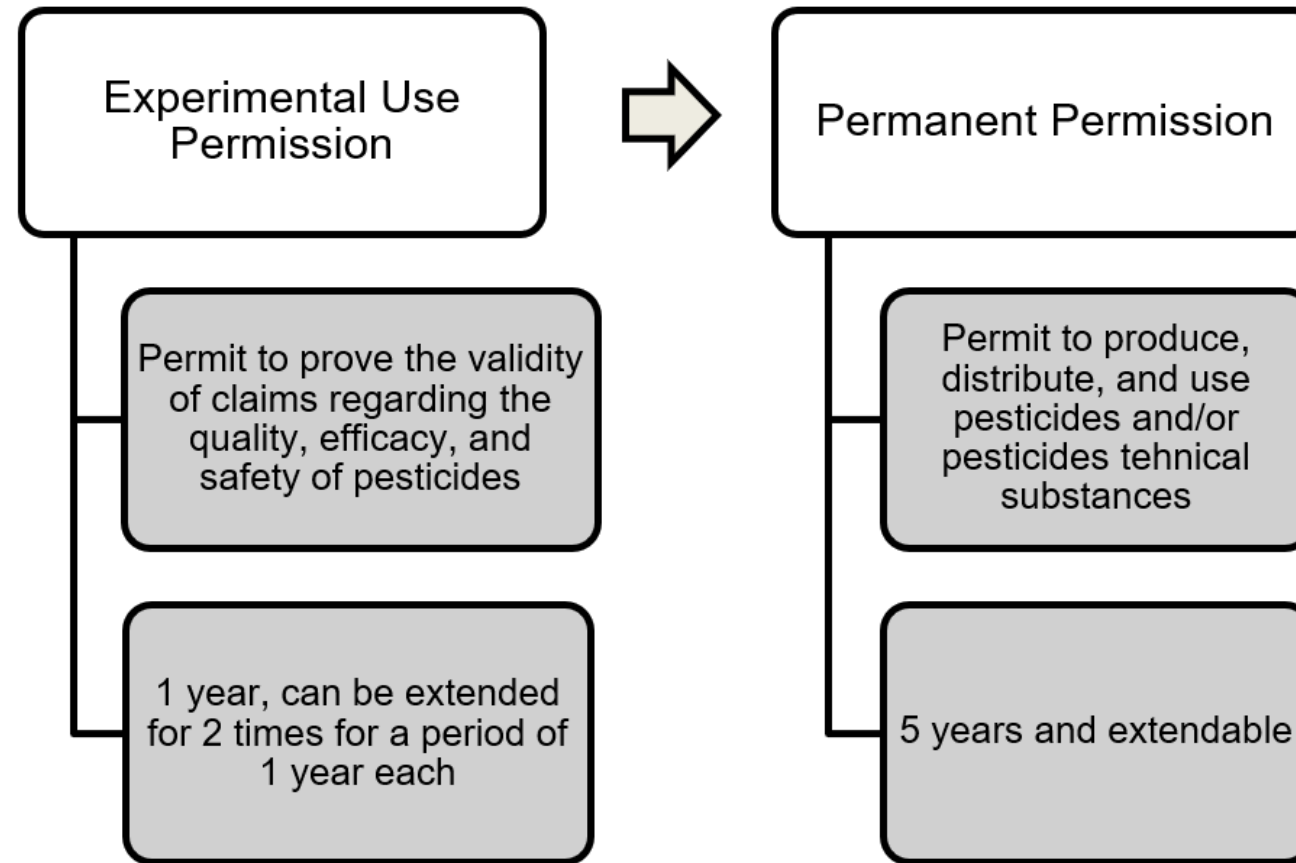 Experimental Use
Permission
Permanent Permission
Permit to prove the validity
of claims regarding the
quality, efficacy, and
safety of pesticides
Permit to produce,
distribute, and use
pesticides and/or
pesticides tehnical
substances
1 year, can be extended
for 2 times for a period of
1 year each
5 years and extendable